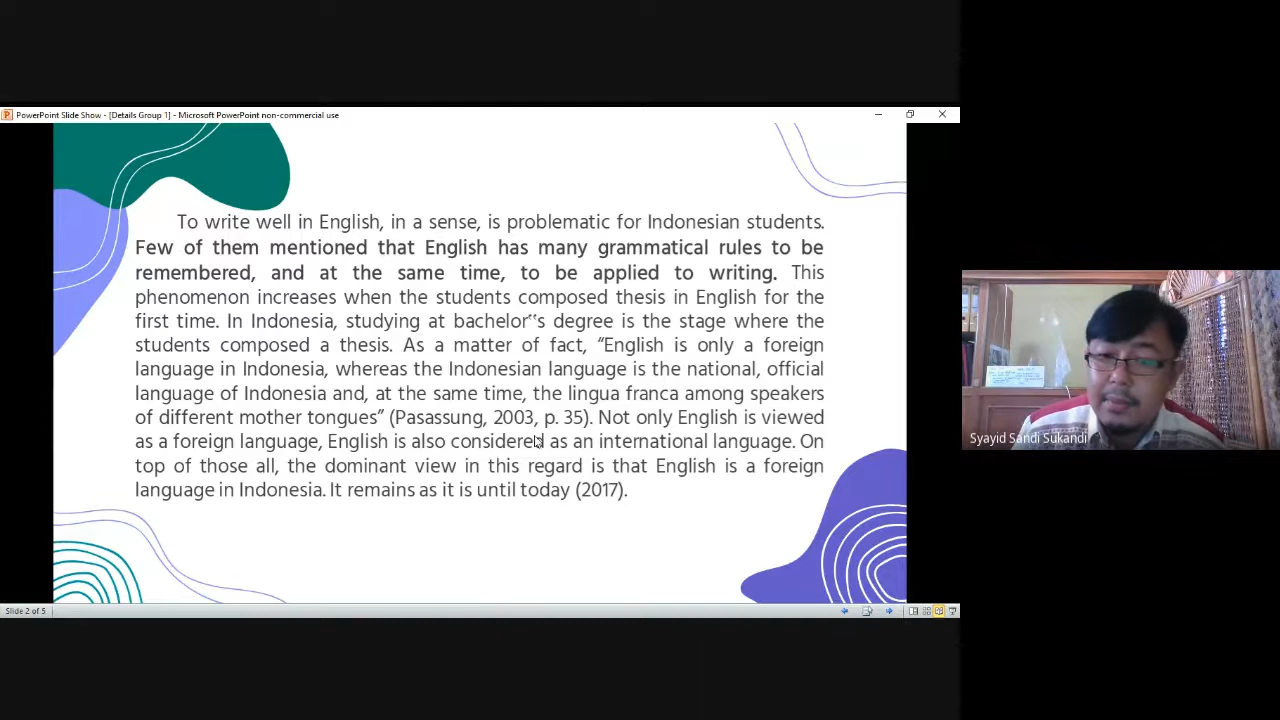 PowerPoint Slide Show - [Details Group 1] - Microsoft PowerPoint non-commercial use
To write well in English, in a sense, is problematic for Indonesian students.
Few of them mentioned that English has many grammatical rules to be
remembered, and at the same time, to be applied to writing. This
phenomenon increases when the students composed thesis in English for the
first time. In Indonesia, studying at bachelor‟s degree is the stage where the
students composed a thesis. As a matter of fact, “English is only a foreign
language in Indonesia, whereas the Indonesian language is the national, official
language of Indonesia and, at the same time, the lingua franca among speakers
of different mother tongues” (Pasassung, 2003, p. 35). Not only English is viewed
as a foreign language, English is also considered as an international language. On
top of those all, the dominant view in this regard is that English is a foreign
language in Indonesia. It remains as it is until today (2017).
Slide 2 of 5
Syayid Sandi Sukandi